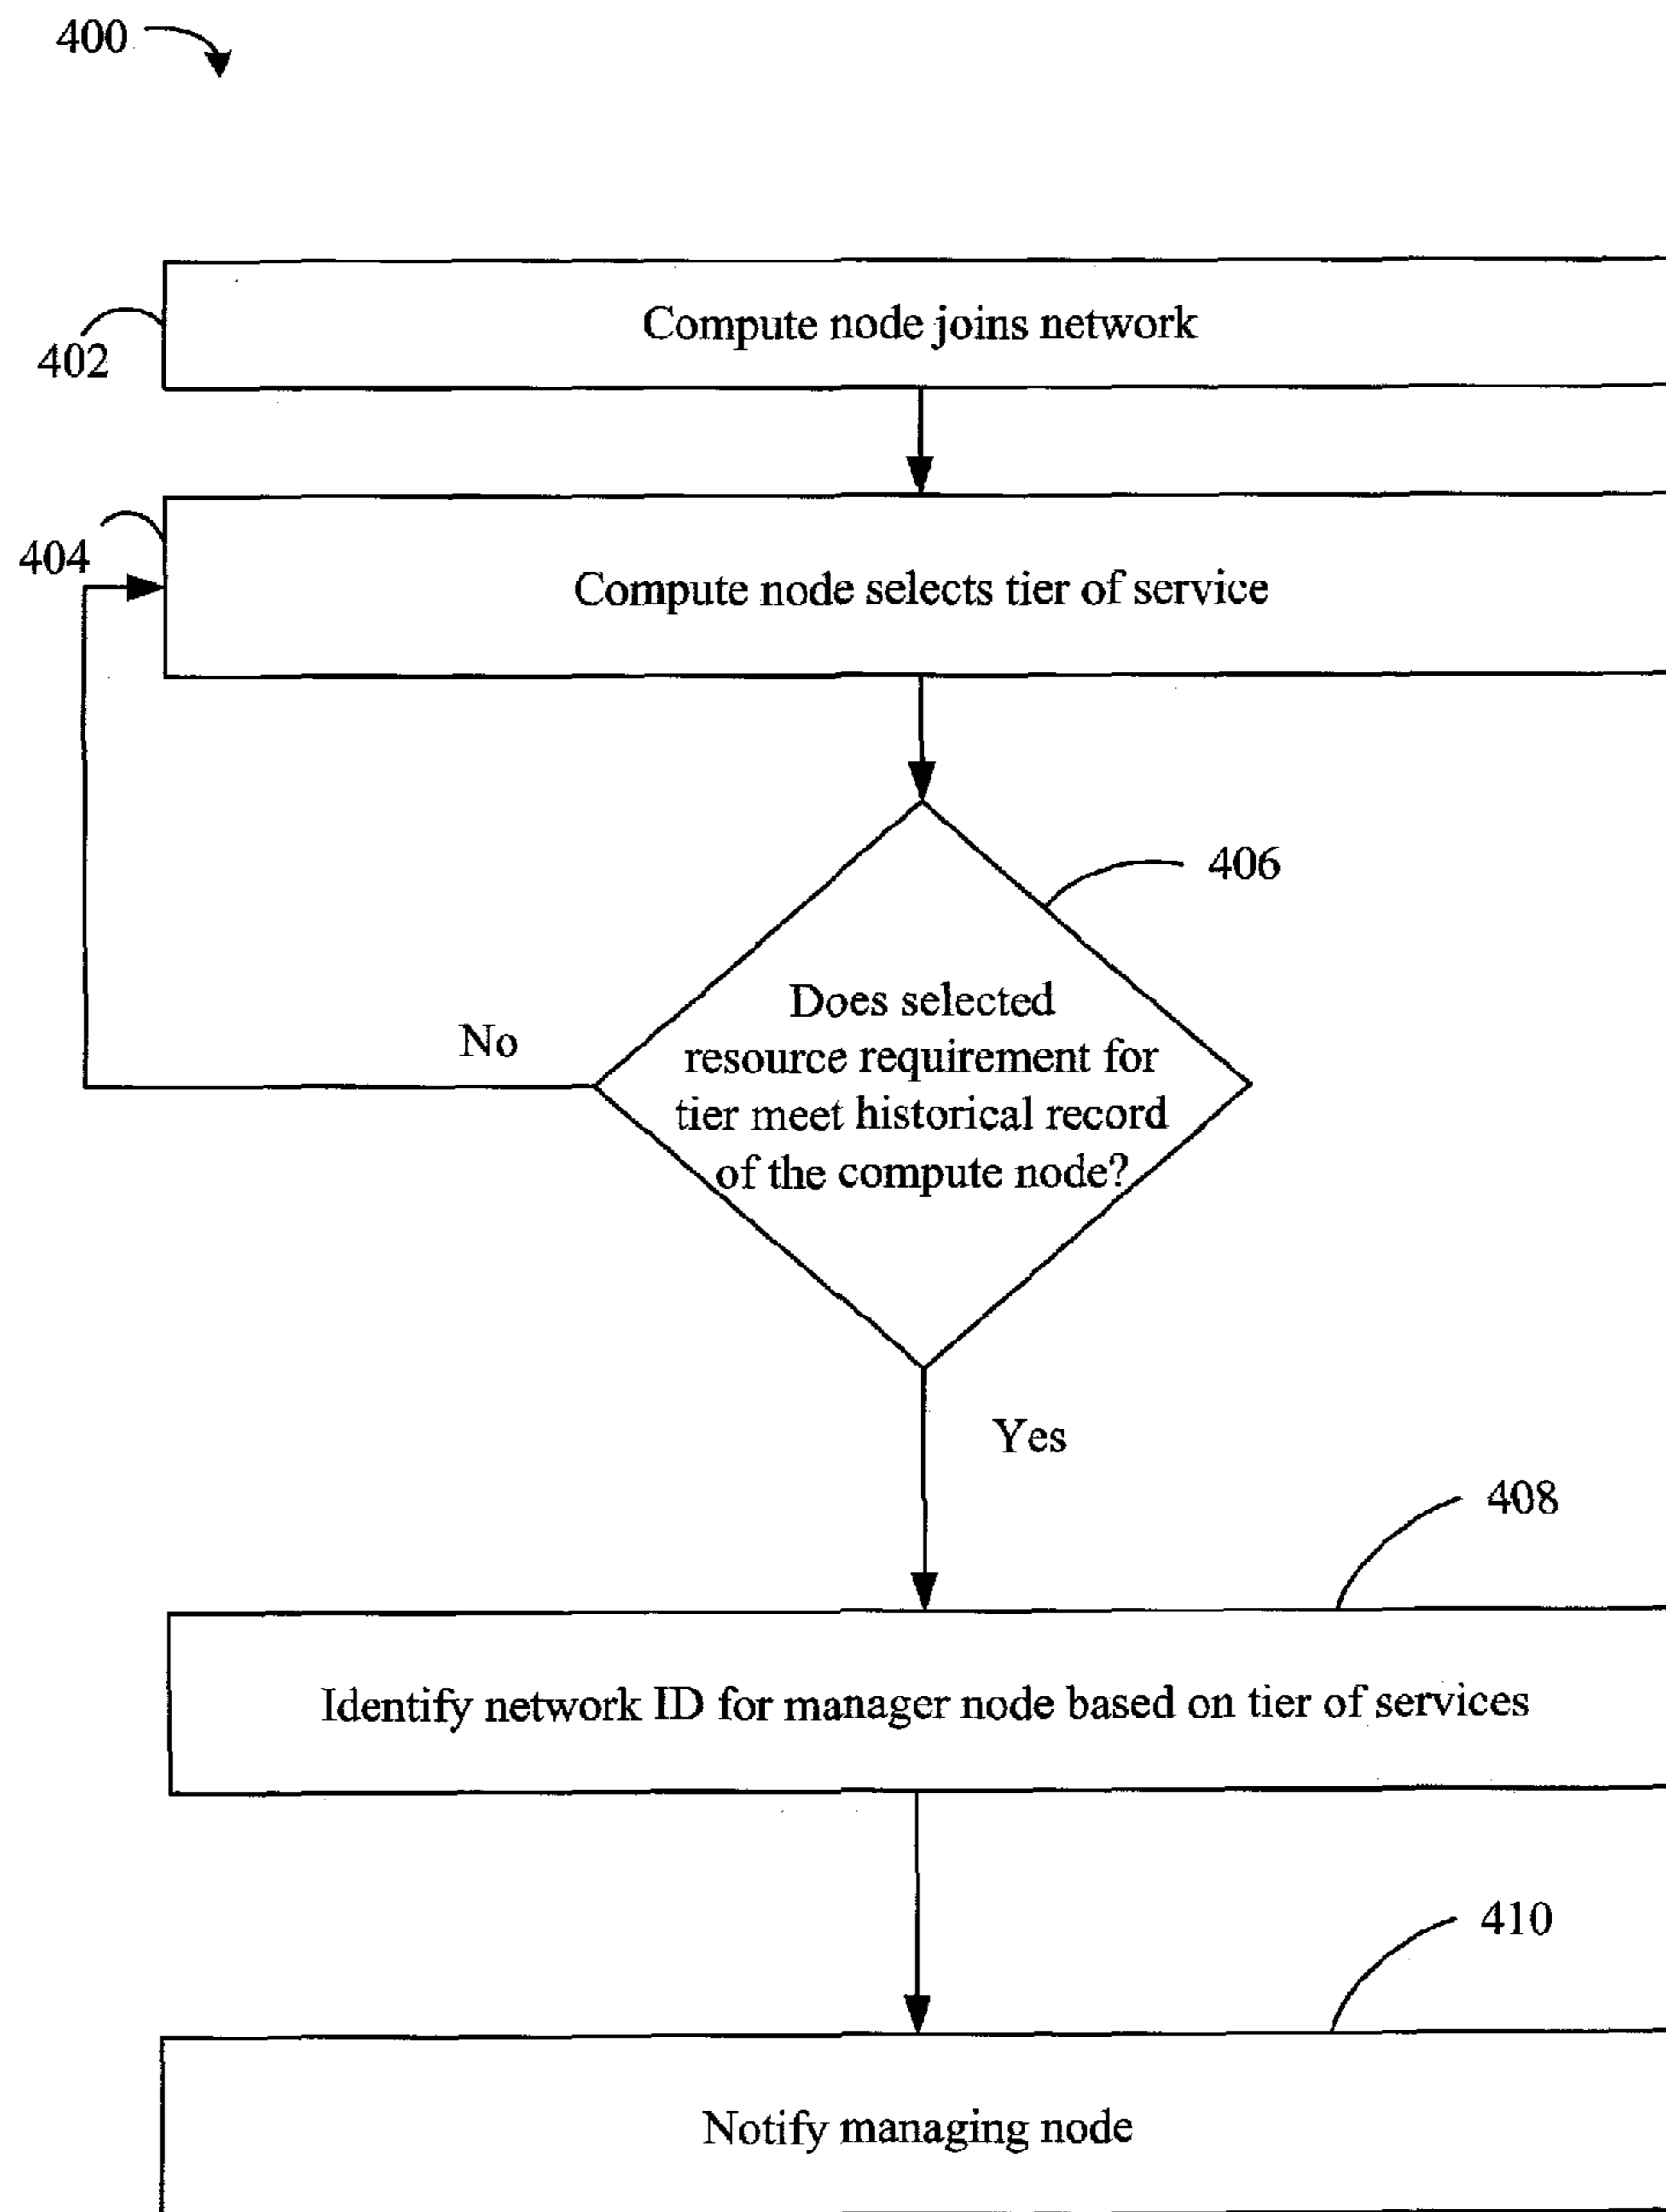 400
Compute node joins network
402
404
Compute node selects tier of service
406
Does selected
resource requirement for
tier meet historical record
of the compute node?
No
Yes
408
Identify network ID for manager node based on tier of services
410
Notify managing node